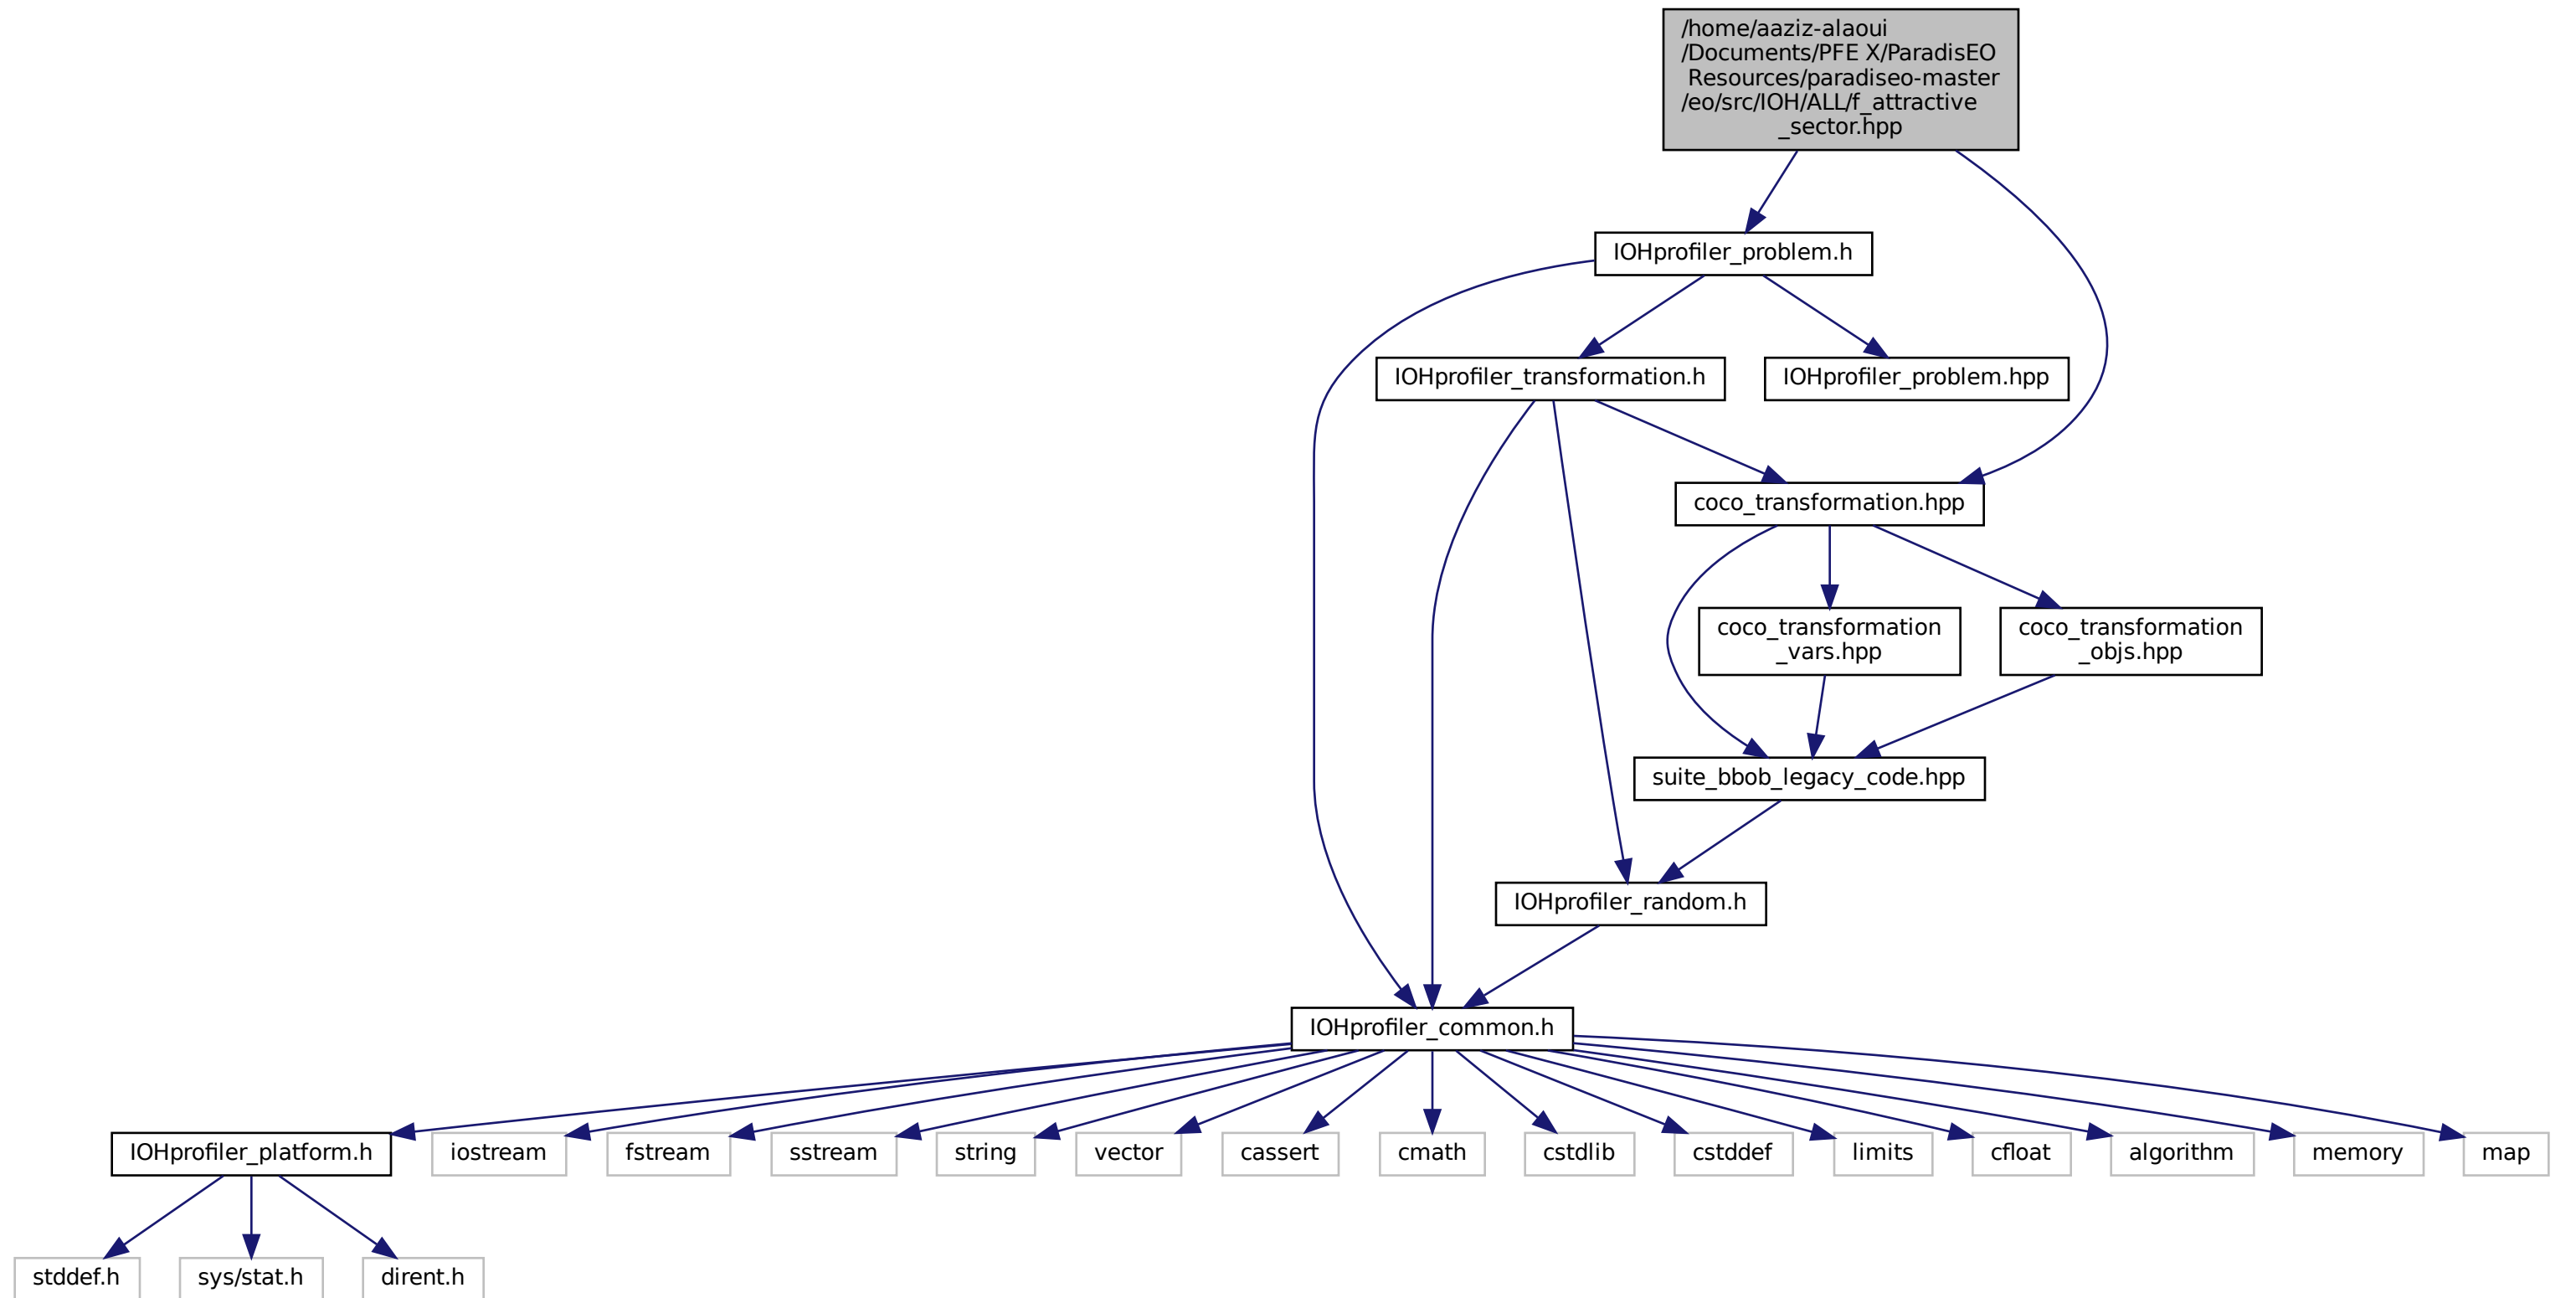 /home/aaziz-alaoui
/Documents/PFE X/ParadisEO
Resources/paradiseo-master
/eo/src/IOH/ALL/f_attractive
_sector.hpp
IOHprofiler_problem.h
IOHprofiler_transformation.h
IOHprofiler_problem.hpp
coco_transformation.hpp
coco_transformation
_vars.hpp
coco_transformation
_objs.hpp
suite_bbob_legacy_code.hpp
IOHprofiler_random.h
IOHprofiler_common.h
IOHprofiler_platform.h
iostream
fstream
sstream
string
vector
cassert
cmath
cstdlib
cstddef
limits
cfloat
algorithm
memory
map
stddef.h
sys/stat.h
dirent.h